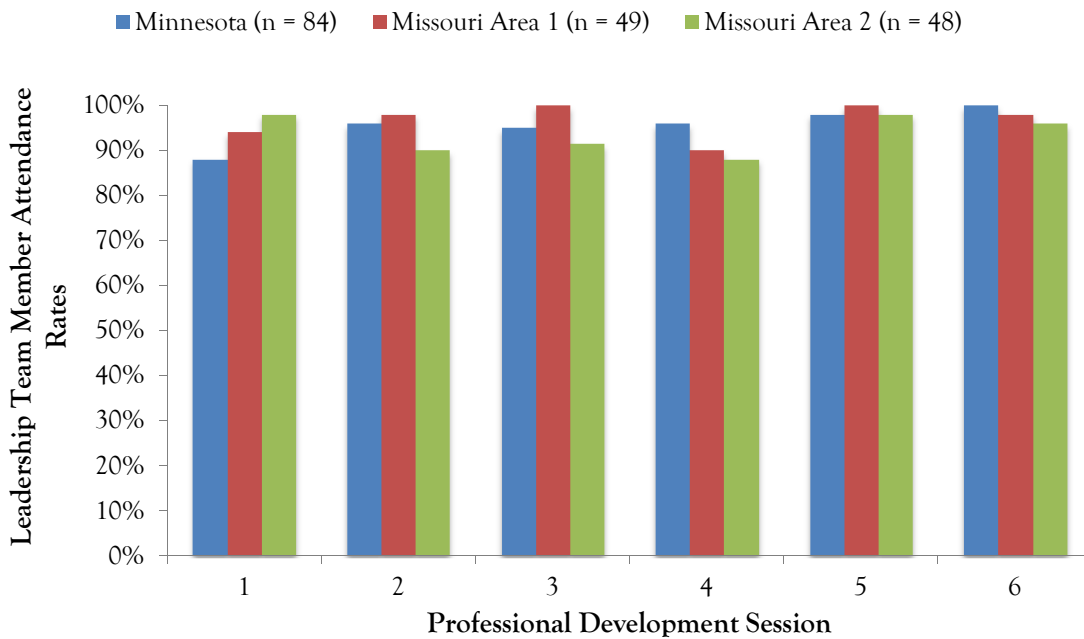 Minnesota (n = 84) Missouri Area 1 (n = 49) Missouri Area 2 (n = 48)
Leadership Team Member Attendance
Rates
100%
90%
80%
70%
60%
50%
40%
30%
20%
10%
0%
1 2 3 4 5 6
Professional Development Session